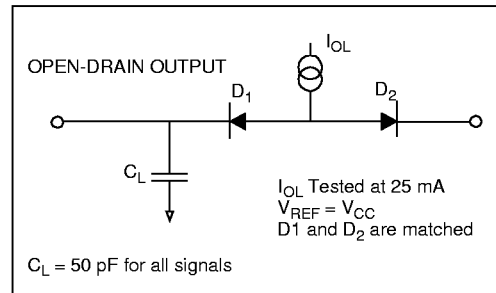 I_OL
OPEN-DRAIN OUTPUT
D_1
D_2
C_L
I_OL Tested at 25 mA
V_REF = V_CC
D1 and D_2 are matched
C_L = 50 pF for all signals